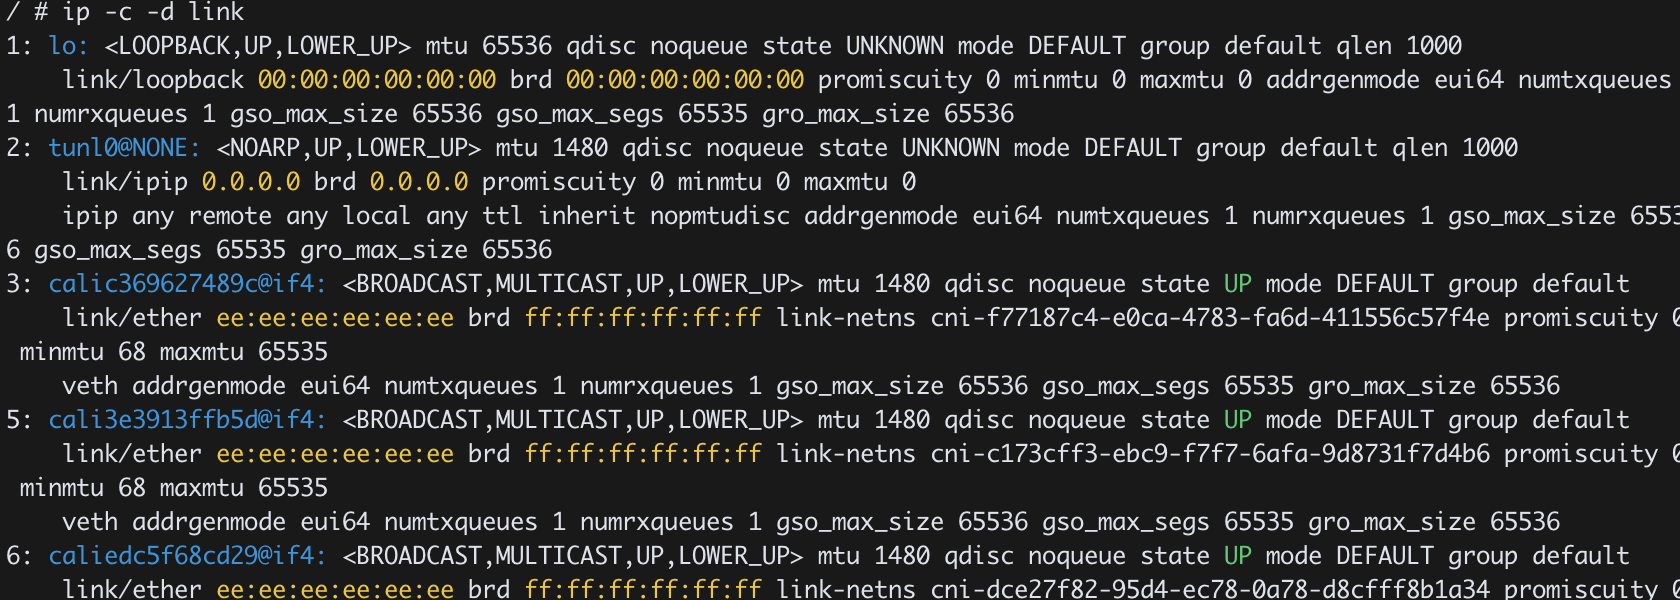 / # ip -c -d link
1: lo: <LOOPBACK,UP,LOWER_UP> mtu 65536 qdisc noqueue state UNKNOWN mode DEFAULT group default qlen 1000
    link/loopback 00:00:00:00:00:00 brd 00:00:00:00:00:00 promiscuity 0 minmtu 0 maxmtu 0 addrgenmode eui64 numtxqueues
1 numrxqueues 1 gso_max_size 65536 gso_max_segs 65535 gro_max_size 65536
2: tunl0@NONE: <NOARP,UP,LOWER_UP> mtu 1480 qdisc noqueue state UNKNOWN mode DEFAULT group default qlen 1000
    link/ipip 0.0.0.0 brd 0.0.0.0 promiscuity 0 minmtu 0 maxmtu 0
    ipip any remote any local any ttl inherit nopmtudisc addrgenmode eui64 numtxqueues 1 numrxqueues 1 gso_max_size 6553
6 gso_max_segs 65535 gro_max_size 65536
3: calic369627489c@if4: <BROADCAST,MULTICAST,UP,LOWER_UP> mtu 1480 qdisc noqueue state UP mode DEFAULT group default
    link/ether ee:ee:ee:ee:ee:ee brd ff:ff:ff:ff:ff:ff link-netns cni-f77187c4-e0ca-4783-fa6d-411556c57f4e promiscuity 0
 minmtu 68 maxmtu 65535
    veth addrgenmode eui64 numtxqueues 1 numrxqueues 1 gso_max_size 65536 gso_max_segs 65535 gro_max_size 65536
5: cali3e3913ffb5d@if4: <BROADCAST,MULTICAST,UP,LOWER_UP> mtu 1480 qdisc noqueue state UP mode DEFAULT group default
    link/ether ee:ee:ee:ee:ee:ee brd ff:ff:ff:ff:ff:ff link-netns cni-c173cff3-ebc9-f7f7-6afa-9d8731f7d4b6 promiscuity 0
 minmtu 68 maxmtu 65535
    veth addrgenmode eui64 numtxqueues 1 numrxqueues 1 gso_max_size 65536 gso_max_segs 65535 gro_max_size 65536
6: caliedc5f68cd29@if4: <BROADCAST,MULTICAST,UP,LOWER_UP> mtu 1480 qdisc noqueue state UP mode DEFAULT group default
    link/ether ee:ee:ee:ee:ee:ee brd ff:ff:ff:ff:ff:ff link-netns cni-dce27f82-95d4-ec78-0a78-d8cfff8b1a34 promiscuity 0